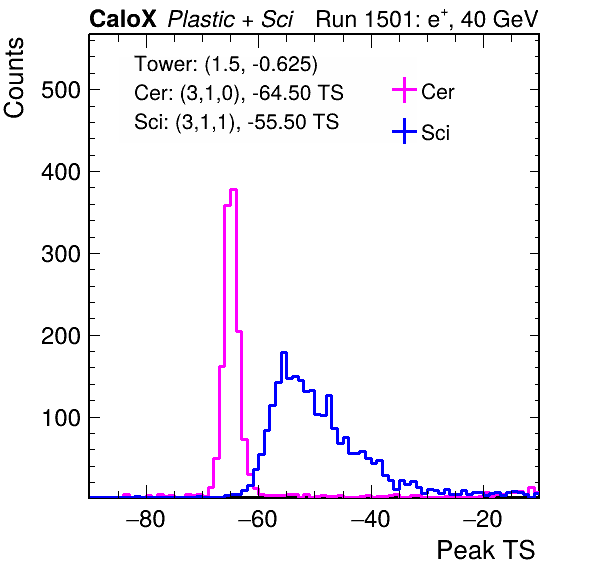 CaloX Plastic + Sci Run 1501: e+, 40 GeV
Tower: (1.5, -0.625)
Cer: (3,1,0), -64.50 TS
Sci: (3,1,1), -55.50 TS
Cer
Sci
Counts
500
400
300
200
100
−80 −60 −40 −20
Peak TS